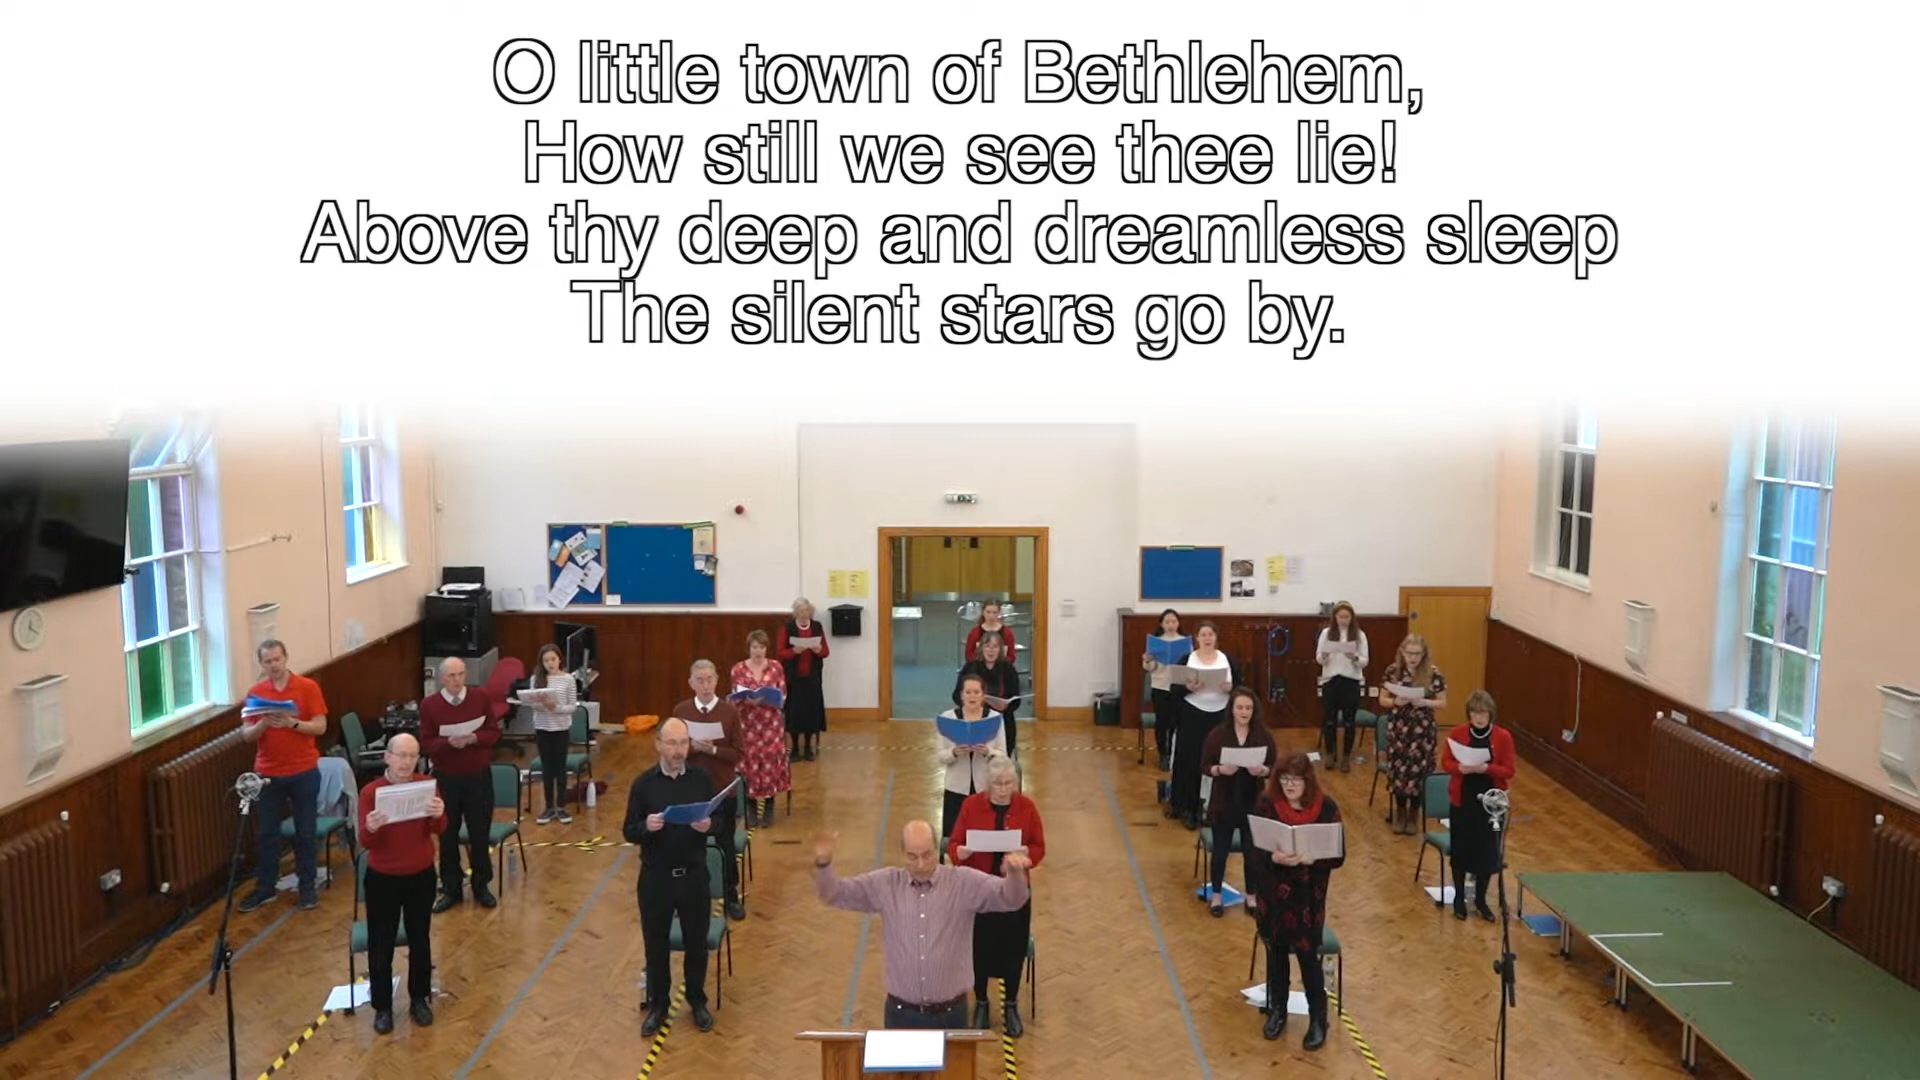 O little town of Bethlehem,
How still we see thee lie!
Above thy deep and dreamless sleep
The silent stars go by.